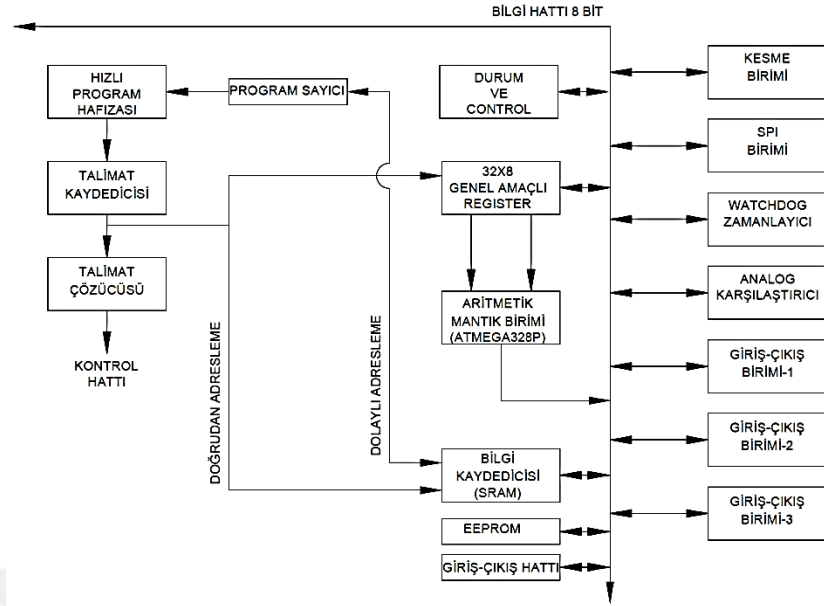 BİLGİ HATTI 8 BİT
HIZLI
PROGRAM
HAFIZASI
PROGRAM SAYICI
DURUM
VE
CONTROL
KESME
BİRİMİ
SPI
BİRİMİ
TALİMAT
KAYDEDİCİSİ
32X8
GENEL AMAÇLI
REGISTER
WATCHDOG
ZAMANLAYICI
TALİMAT
ÇÖZÜCÜSÜ
ARİTMETİK
MANTIK BİRİMİ
(ATMEGA328P)
ANALOG
KARŞILAŞTIRICI
KONTROL
HATTI
DOĞRUDAN ADRESLEME
DOLAYLI ADRESLEME
GİRİŞ-ÇIKIŞ
BİRİMİ-1
GİRİŞ-ÇIKIŞ
BİRİMİ-2
BİLGİ
KAYDEDİCİSİ
(SRAM)
GİRİŞ-ÇIKIŞ
BİRİMİ-3
EEPROM
GİRİŞ-ÇIKIŞ HATTI